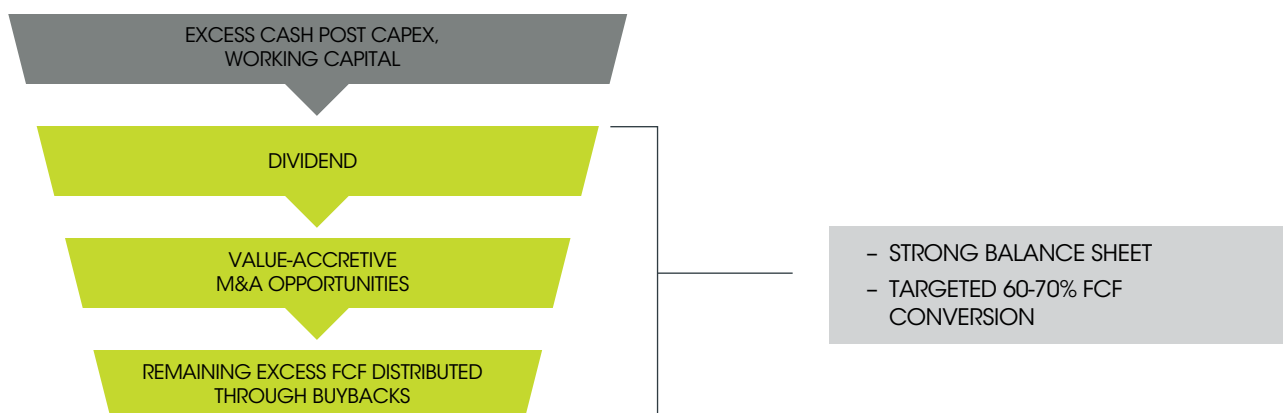 EXCESS CASH POST CAPEX,
WORKING CAPITAL
DIVIDEND
VALUE-ACCRETIVE
M&A OPPORTUNITIES
REMAINING EXCESS FCF DISTRIBUTED
THROUGH BUYBACKS
– STRONG BALANCE SHEET
– TARGETED 60-70% FCF
CONVERSION